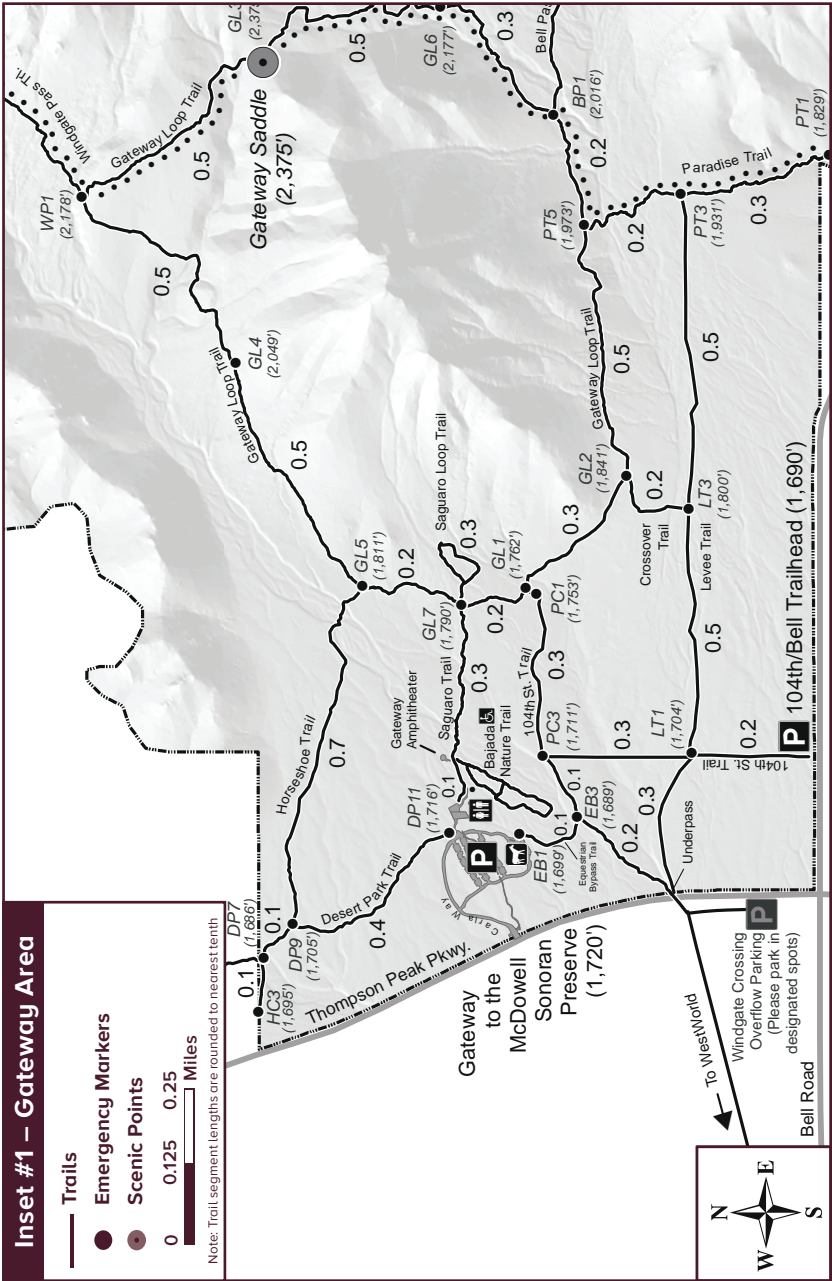 Inset #1 – Gateway Area
Trails
Emergency Markers
Scenic Points
0
0.125
0.25
Miles
Note: Trail segment lengths are rounded to nearest tenth
N
W
E
S
HC3
(1,695')
0.1
DP7
(1,686')
0.1
DP9
(1,705')
Desert Park Trail
0.4
DP11
(1,716')
Horseshoe Trail
0.7
Thompson Peak Pkwy.
Gateway
to the
McDowell
Sonoran
Preserve
(1,720')
P
Caria Way
EB1
(1,699')
Equestrian
Bypass Trail
0.1
EB3
(1,689')
0.1
0.1
Gateway
Amphitheater
Saguaro Trail
0.3
Bajada
Nature Trail
GL5
(1,811')
0.2
GL7
(1,790')
Saguaro Loop Trail
0.3
0.2
GL1
(1,762')
PC1
(1,753')
104th St. Trail
0.3
PC3
(1,711')
0.3
LT1
(1,704')
0.2
104th St. Trail
P
104th/Bell Trailhead (1,690')
0.2
0.3
Underpass
To WestWorld
P
Windgate Crossing
Overflow Parking
(Please park in
designated spots)
Bell Road
0.5
Levee Trail
LT3
(1,800')
Crossover
Trail
0.2
GL2
(1,841')
0.3
Gateway Loop Trail
0.5
0.5
PT3
(1,931')
0.3
Paradise Trail
PT1
(1,829')
0.2
PT5
(1,973')
0.2
BP1
(2,016')
Bell Pas
0.3
GL6
(2,177')
0.5
GL3
(2,375
Gateway Saddle
(2,375')
Gateway Loop Trail
0.5
WP1
(2,178')
Windgate Pass Trl.
0.5
GL4
(2,049')
Gateway Loop Trail
0.5